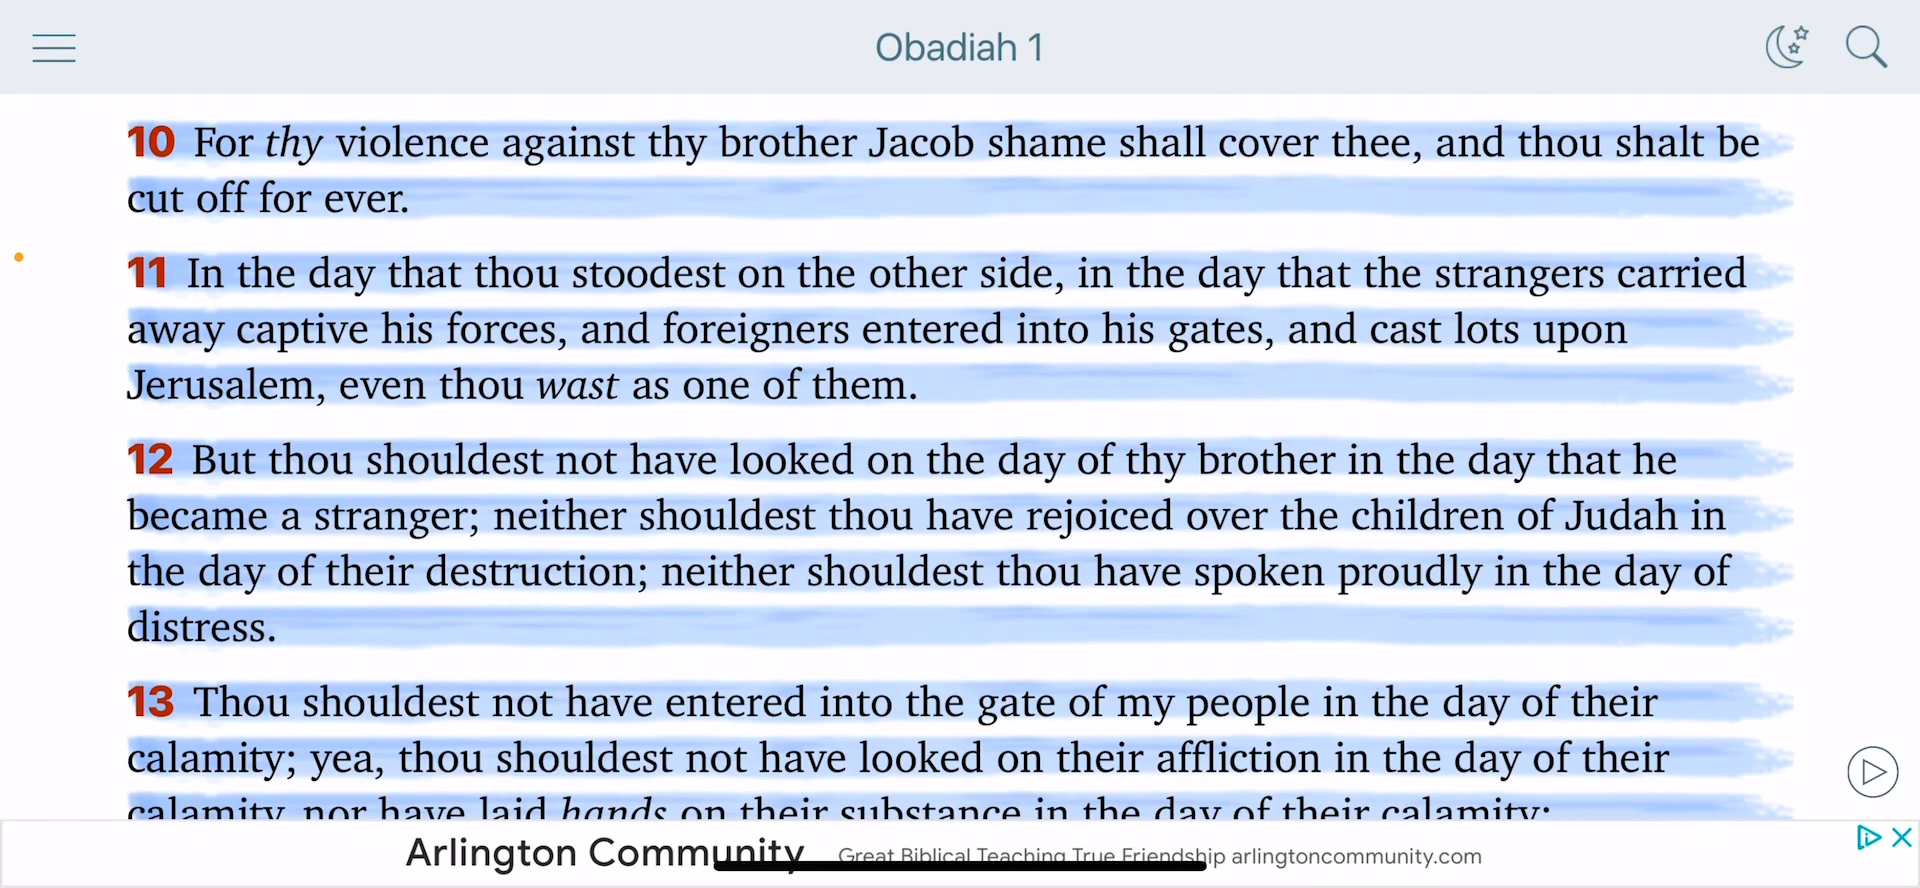 Obadiah 1
10 For thy violence against thy brother Jacob shame shall cover thee, and thou shalt be
cut off for ever.
11 In the day that thou stoodest on the other side, in the day that the strangers carried
away captive his forces, and foreigners entered into his gates, and cast lots upon
Jerusalem, even thou wast as one of them.
12 But thou shouldest not have looked on the day of thy brother in the day that he
became a stranger; neither shouldest thou have rejoiced over the children of Judah in
the day of their destruction; neither shouldest thou have spoken proudly in the day of
distress.
13 Thou shouldest not have entered into the gate of my people in the day of their
calamity; yea, thou shouldest not have looked on their affliction in the day of their
calamity, nor have laid hands on their substance in the day of their calamity;
Arlington Community
Great Biblical Teaching True Friendship arlingtoncommunity.com